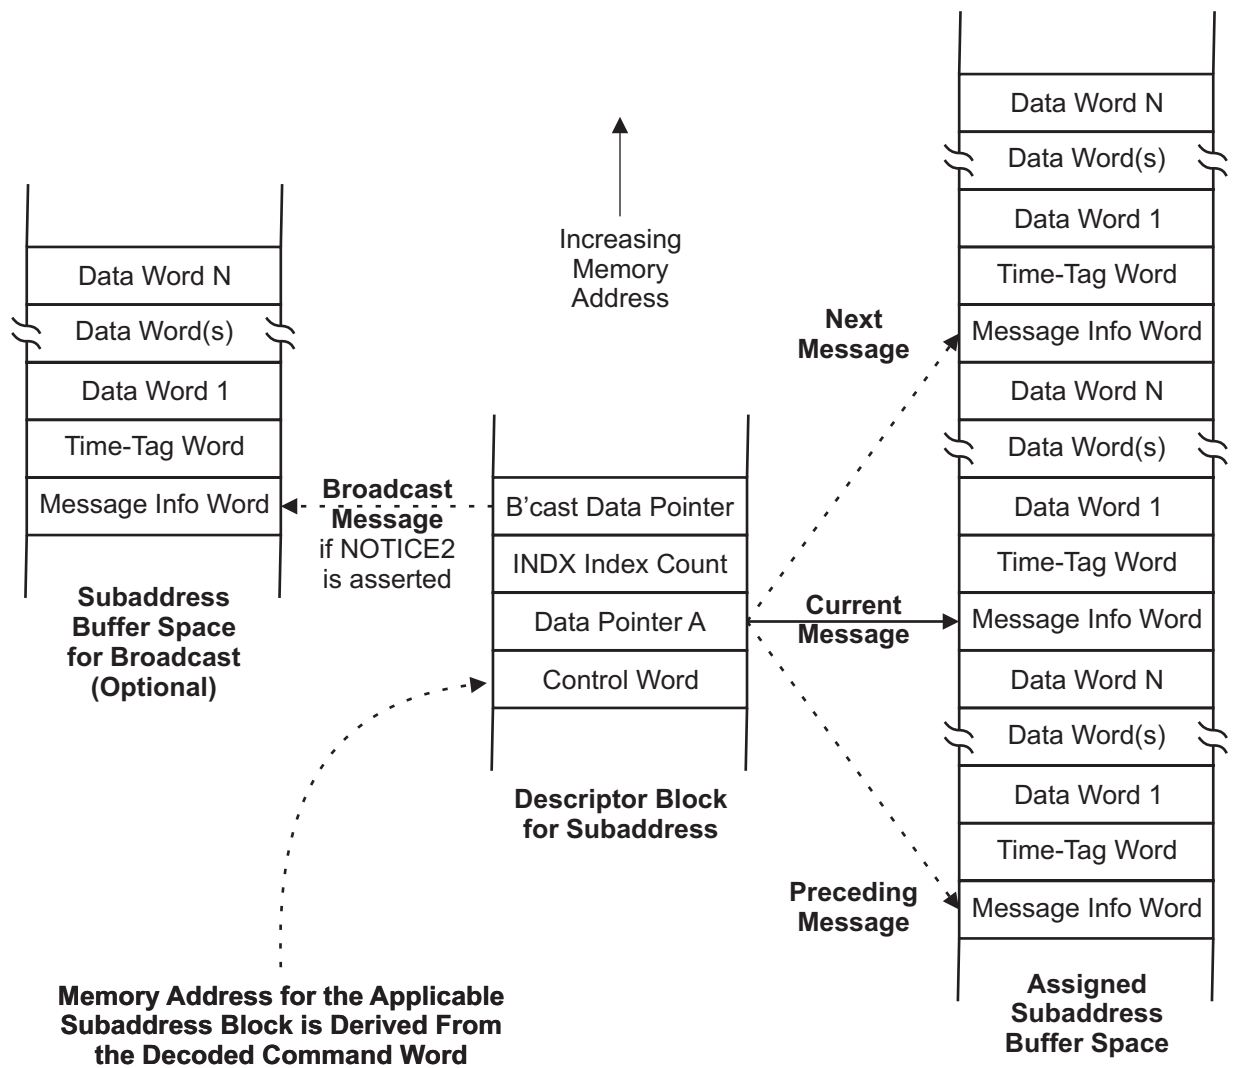 Data Word N
Data Word(s)
Data Word 1
Time-Tag Word
Message Info Word
Subaddress
Buffer Space
for Broadcast
(Optional)
Broadcast
Message
if NOTICE2
is asserted
Increasing
Memory
Address
B’cast Data Pointer
INDX Index Count
Data Pointer A
Control Word
Descriptor Block
for Subaddress
Memory Address for the Applicable
Subaddress Block is Derived From
the Decoded Command Word
Next
Message
Current
Message
Preceding
Message
Data Word N
Data Word(s)
Data Word 1
Time-Tag Word
Message Info Word
Data Word N
Data Word(s)
Data Word 1
Time-Tag Word
Message Info Word
Data Word N
Data Word(s)
Data Word 1
Time-Tag Word
Message Info Word
Assigned
Subaddress
Buffer Space